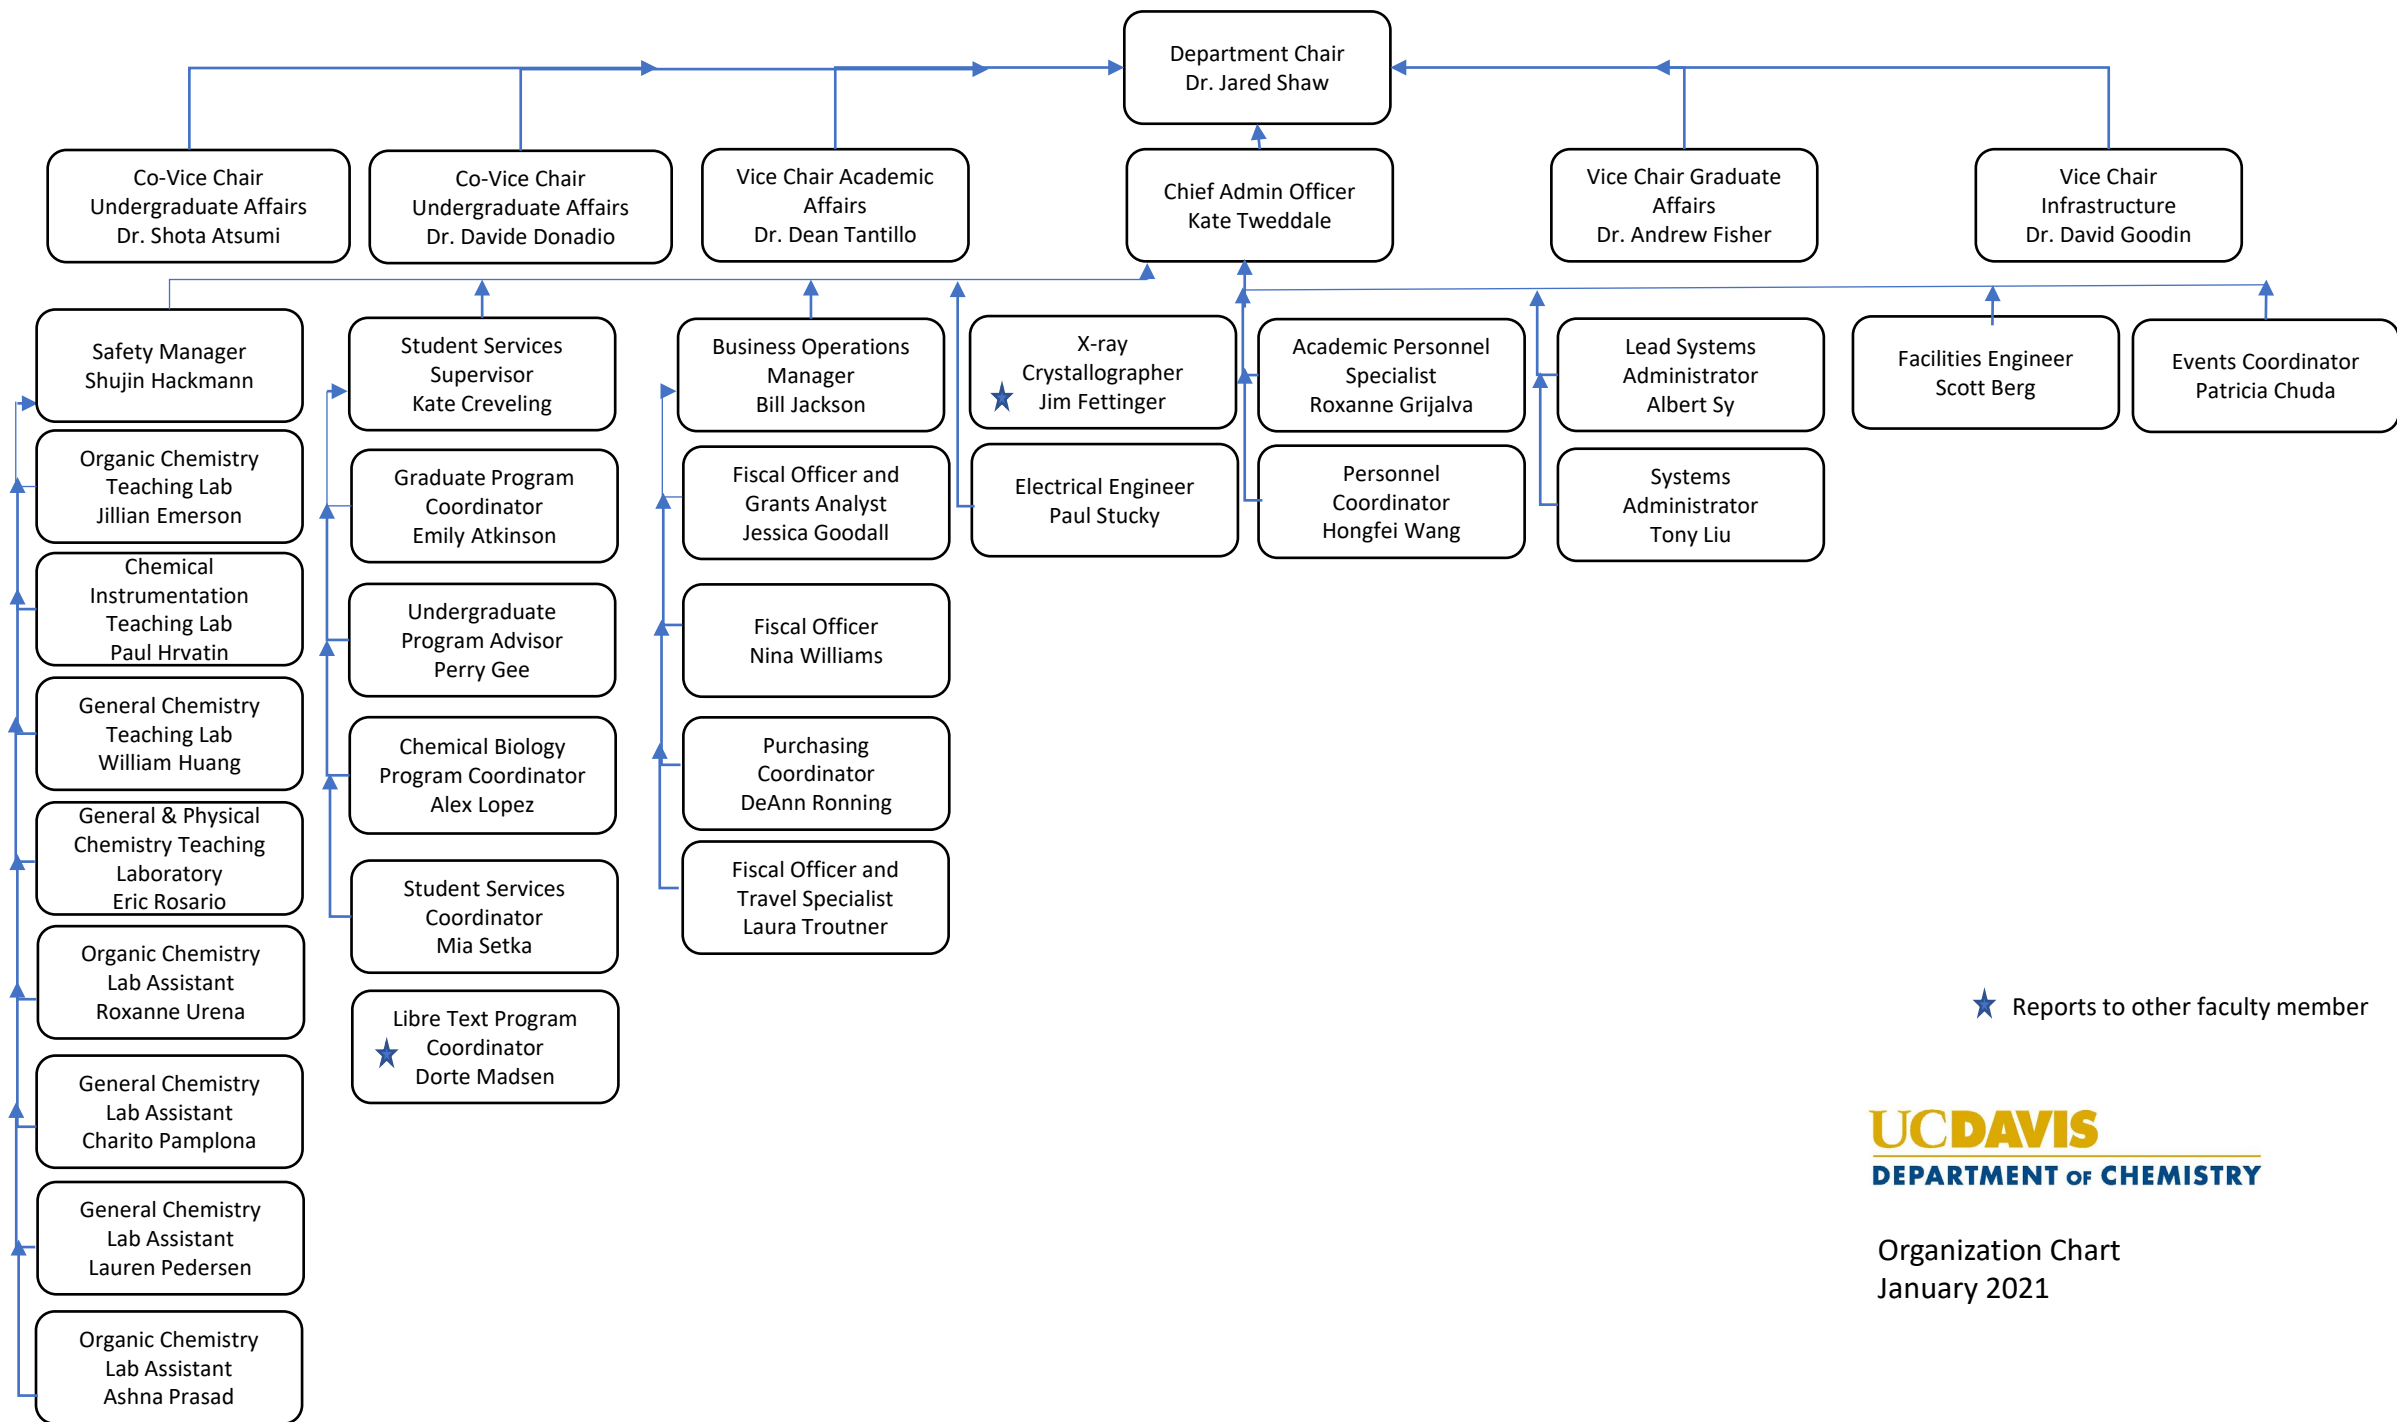 Department Chair
Dr. Jared Shaw
Co-Vice Chair
Undergraduate Affairs
Dr. Shota Atsumi
Co-Vice Chair
Undergraduate Affairs
Dr. Davide Donadio
Vice Chair Academic
Affairs
Dr. Dean Tantillo
Chief Admin Officer
Kate Tweddale
Vice Chair Graduate
Affairs
Dr. Andrew Fisher
Vice Chair
Infrastructure
Dr. David Goodin
Safety Manager
Shujin Hackmann
Student Services
Supervisor
Kate Creveling
Business Operations
Manager
Bill Jackson
X-ray
Crystallographer
Jim Fettinger
Academic Personnel
Specialist
Roxanne Grijalva
Lead Systems
Administrator
Albert Sy
Facilities Engineer
Scott Berg
Events Coordinator
Patricia Chuda
Organic Chemistry
Teaching Lab
Jillian Emerson
Graduate Program
Coordinator
Emily Atkinson
Fiscal Officer and
Grants Analyst
Jessica Goodall
Electrical Engineer
Paul Stucky
Personnel
Coordinator
Hongfei Wang
Systems
Administrator
Tony Liu
Chemical
Instrumentation
Teaching Lab
Paul Hrvatin
Undergraduate
Program Advisor
Perry Gee
Fiscal Officer
Nina Williams
General Chemistry
Teaching Lab
William Huang
Chemical Biology
Program Coordinator
Alex Lopez
Purchasing
Coordinator
DeAnn Ronning
General & Physical
Chemistry Teaching
Laboratory
Eric Rosario
Student Services
Coordinator
Mia Setka
Fiscal Officer and
Travel Specialist
Laura Troutner
Organic Chemistry
Lab Assistant
Roxanne Urena
Libre Text Program
Coordinator
Dorte Madsen
General Chemistry
Lab Assistant
Charito Pamplona
General Chemistry
Lab Assistant
Lauren Pedersen
Organic Chemistry
Lab Assistant
Ashna Prasad
Reports to other faculty member
UCDAVIS
DEPARTMENT OF CHEMISTRY
Organization Chart
January 2021